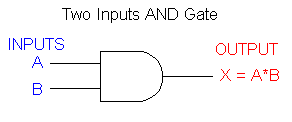 Two Inputs AND Gate
INPUTS
A
B
OUTPUT
X = A*B